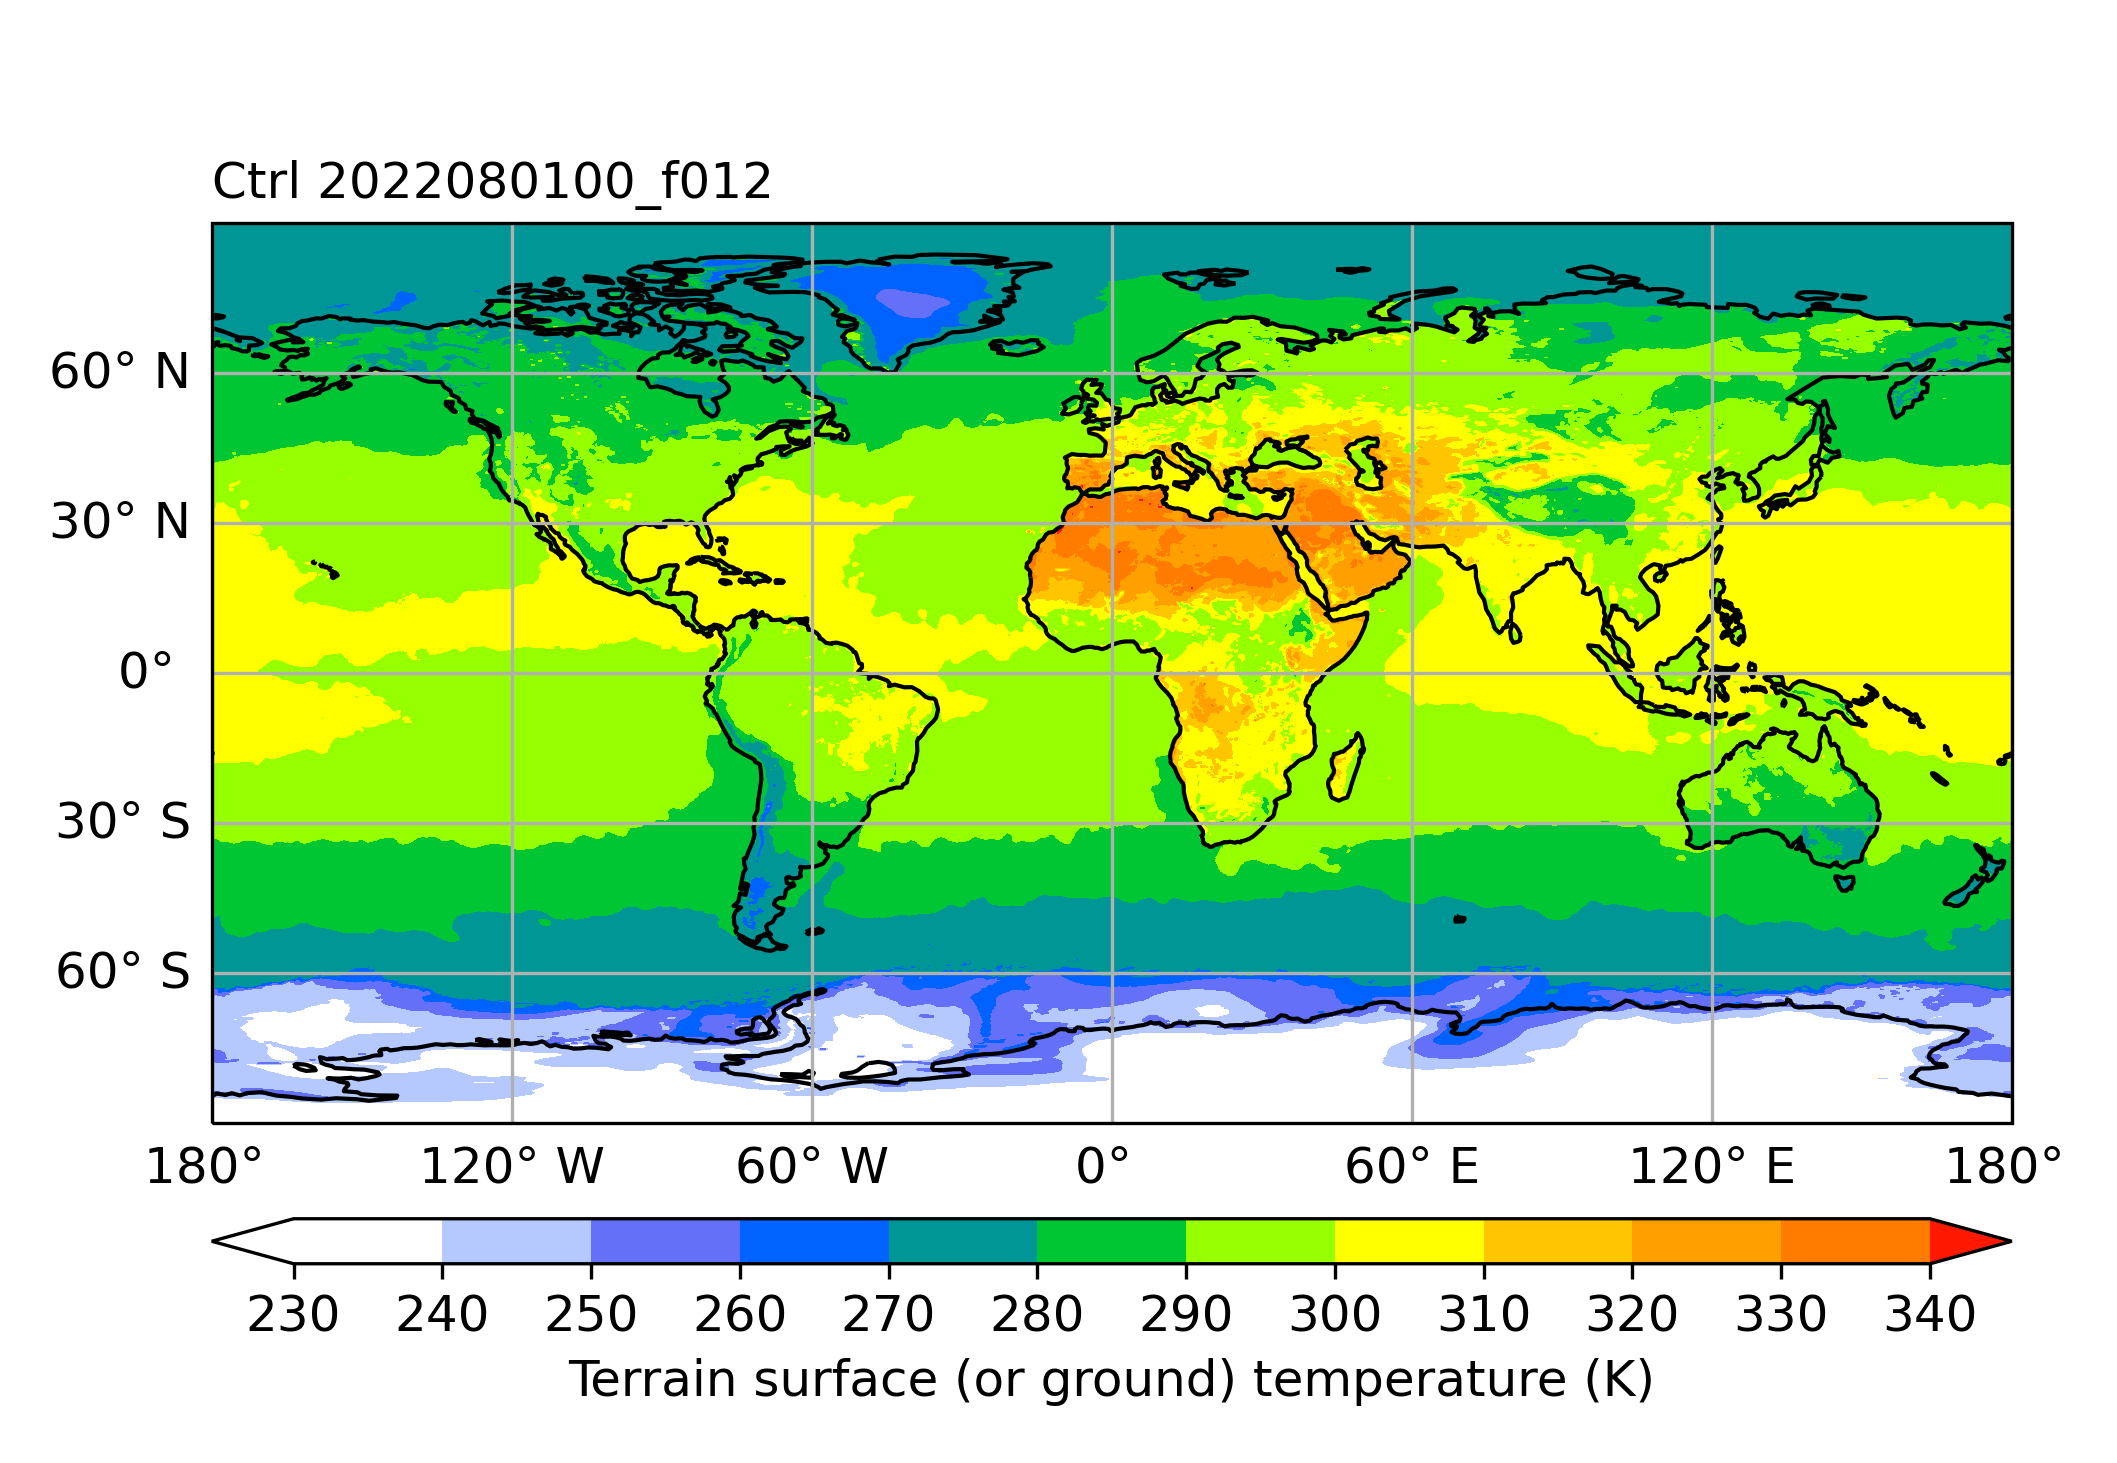 Ctrl 2022080100_f012
60° N
30° N
0°
30° S
60° S
180° 120° W 60° W 0° 60° E 120° E 180°
230 240 250 260 270 280 290 300 310 320 330 340
Terrain surface (or ground) temperature (K)